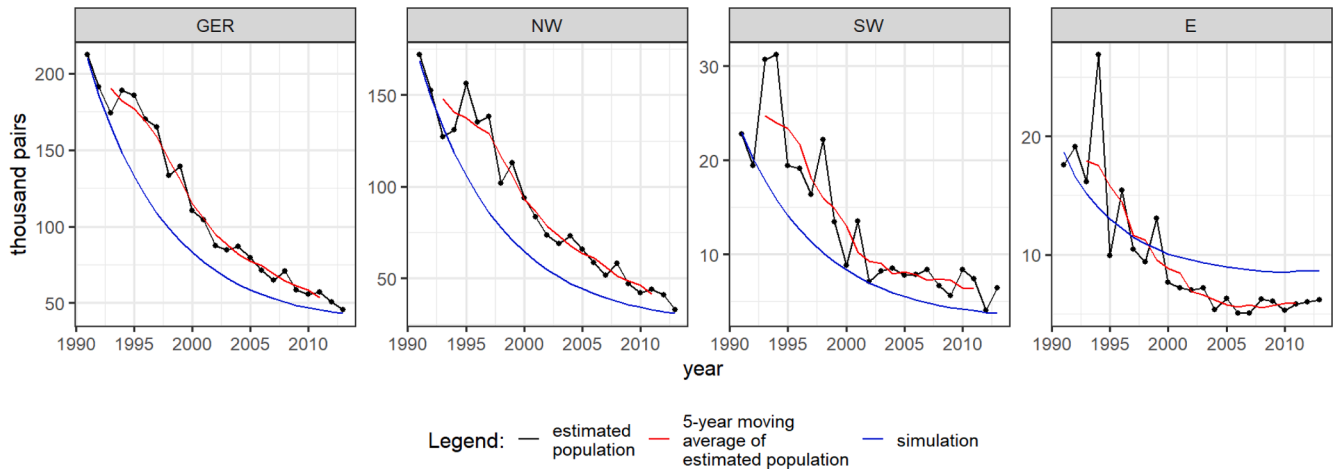 GER NW SW E
thousand pairs
200
150
100
50
150
100
50
30
20
10
20
10
1990 1995 2000 2005 2010
1990 1995 2000 2005 2010
1990 1995 2000 2005 2010
1990 1995 2000 2005 2010
year
Legend:
estimated
population
5-year moving
average of
estimated population
simulation